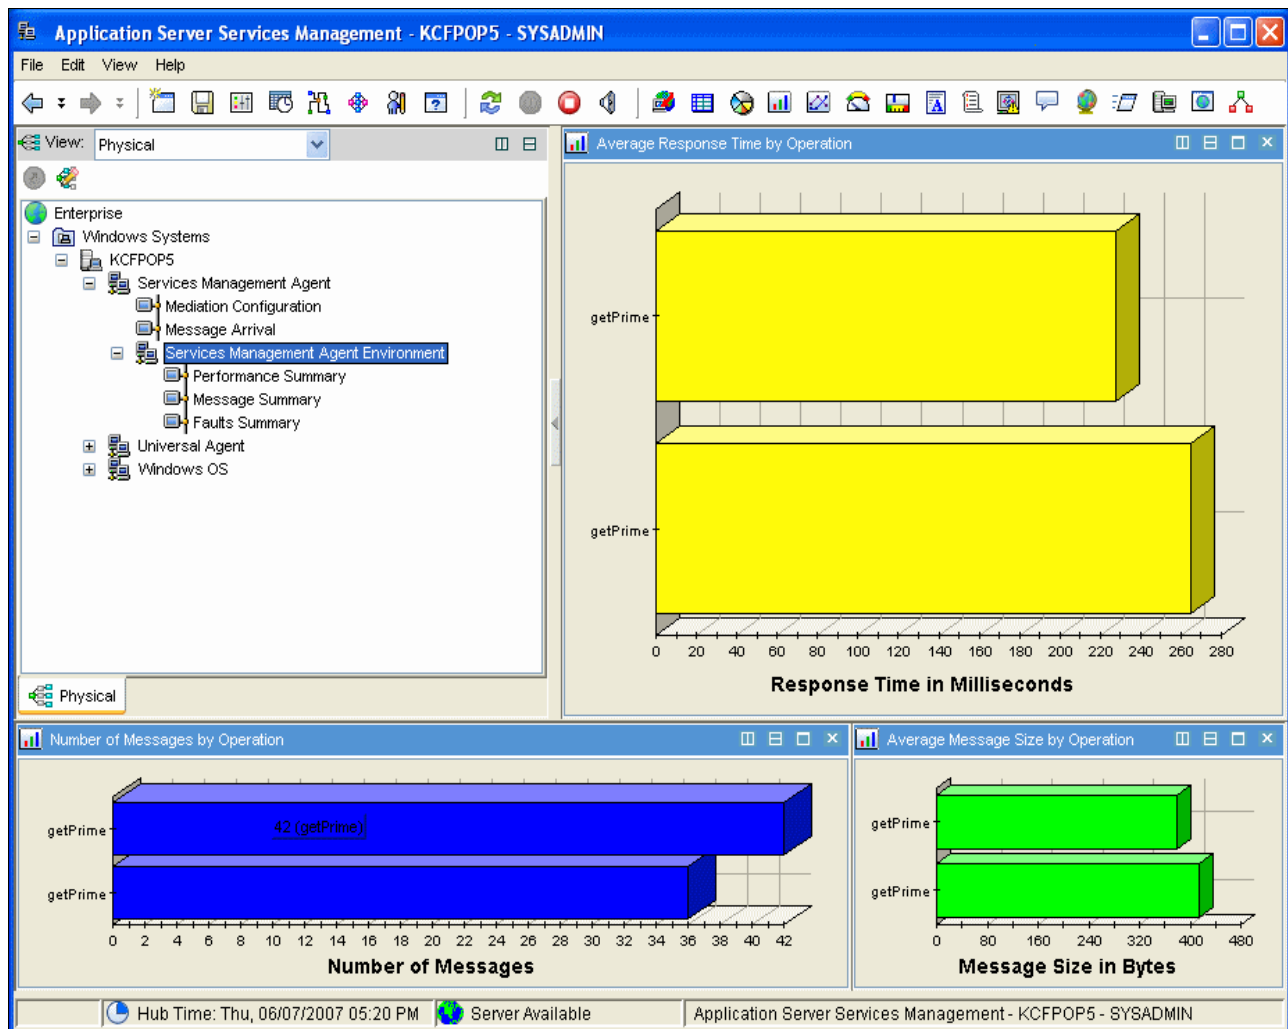 Application Server Services Management - KCFPOP5 - SYSADMIN
File Edit View Help
View: Physical
Enterprise
Windows Systems
KCFPOP5
Services Management Agent
Mediation Configuration
Message Arrival
Services Management Agent Environment
Performance Summary
Message Summary
Faults Summary
Universal Agent
Windows OS
Physical
Average Response Time by Operation
getPrime
getPrime
0 20 40 60 80 100 120 140 160 180 200 220 240 260 280
Response Time in Milliseconds
Number of Messages by Operation
getPrime
42 (getPrime)
getPrime
0 2 4 6 8 10 12 14 16 18 20 22 24 26 28 30 32 34 36 38 40 42
Number of Messages
Average Message Size by Operation
getPrime
getPrime
0 80 160 240 320 400 480
Message Size in Bytes
Hub Time: Thu, 06/07/2007 05:20 PM
Server Available
Application Server Services Management - KCFPOP5 - SYSADMIN